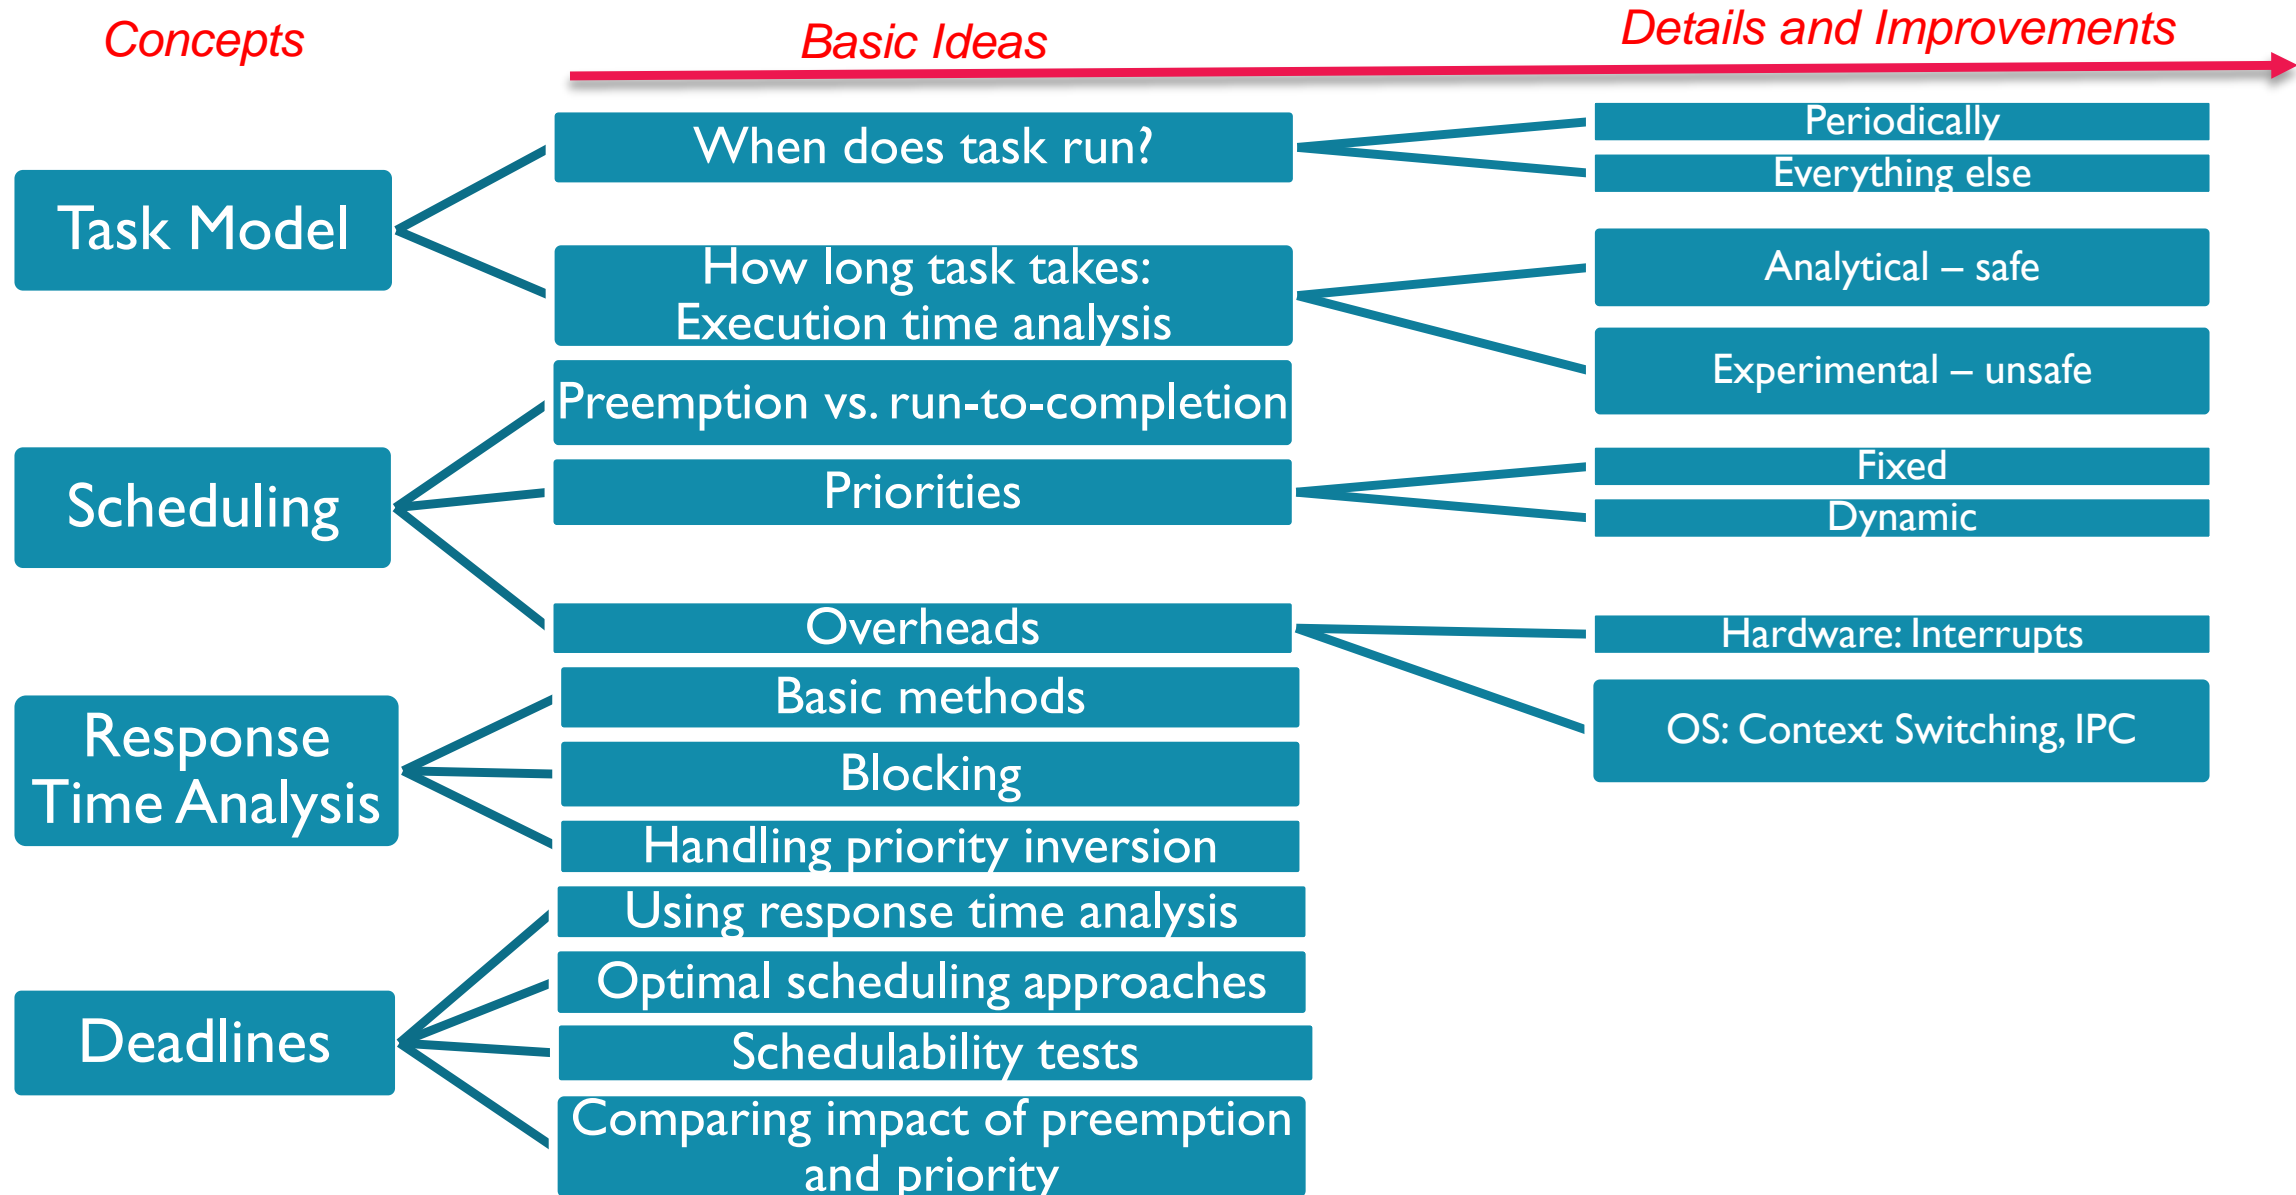 Concepts
Basic Ideas
Details and Improvements
Task Model
When does task run?
Periodically
Everything else
How long task takes:
Execution time analysis
Analytical – safe
Experimental – unsafe
Scheduling
Preemption vs. run-to-completion
Priorities
Fixed
Dynamic
Overheads
Hardware: Interrupts
OS: Context Switching, IPC
Response
Time Analysis
Basic methods
Blocking
Handling priority inversion
Deadlines
Using response time analysis
Optimal scheduling approaches
Schedulability tests
Comparing impact of preemption
and priority